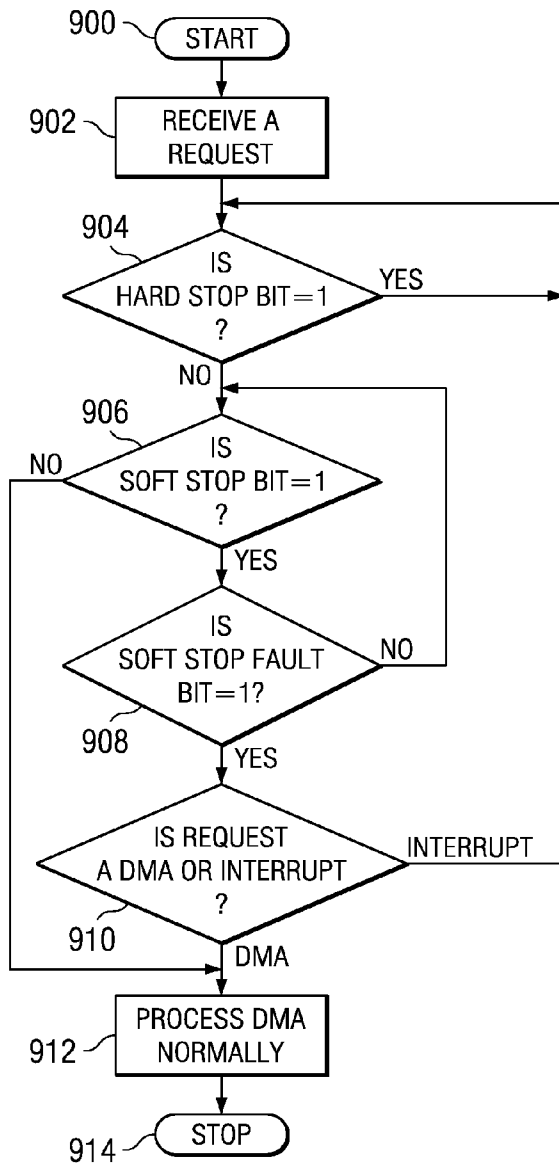 900
START
902
RECEIVE A
REQUEST
904
IS
HARD STOP BIT=1
?
YES
NO
906
NO
IS
SOFT STOP BIT=1
?
YES
IS
SOFT STOP FAULT
BIT=1?
NO
908
YES
IS REQUEST
A DMA OR INTERRUPT
?
INTERRUPT
910
DMA
912
PROCESS DMA
NORMALLY
914
STOP